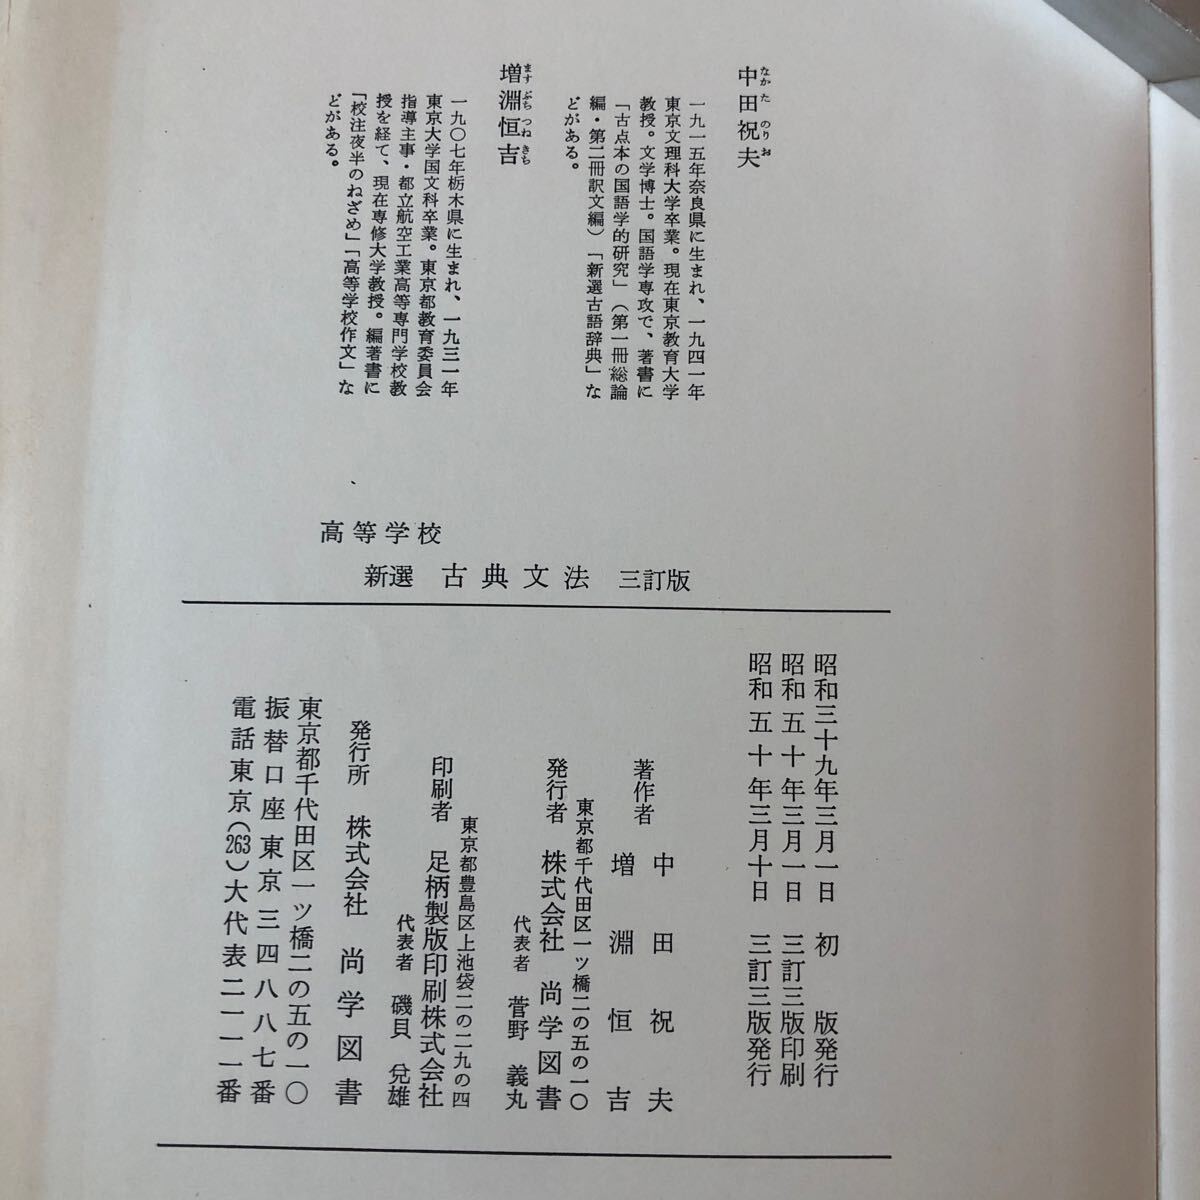 中田祝夫
なかた のりお
一九一五年奈良県に生まれ、一九四一年
東京文理科大学卒業。現在東京教育大学
教授。文学博士。国語学専攻で、著書に
「古点本の国語学的研究」（第一冊総論
編・第二冊訳文編）「新選古語辞典」な
どがある。
増淵恒吉
ますぶち つねきち
一九〇七年栃木県に生まれ、一九三一年
東京大学国文科卒業。東京都教育委員会
指導主事・都立航空工業高等専門学校教
授を経て、現在専修大学教授。編著書に
「校注夜半のねざめ」「高等学校作文」な
どがある。
高等学校
新選 古典文法 三訂版
昭和三十九年三月一日 初版発行
昭和五十年三月一日 三訂三版印刷
昭和五十年三月十日 三訂三版発行
著作者 中田祝夫
増淵恒吉
東京都千代田区一ツ橋二の五の一〇
発行者 株式会社 尚学図書
代表者 菅野義丸
東京都豊島区上池袋二の二九の四
印刷者 足柄製版印刷株式会社
代表者 磯貝兌雄
発行所 株式会社 尚学図書
東京都千代田区一ツ橋二の五の一〇
振替口座東京三四八八七番
電話東京(263)大代表二一一一番